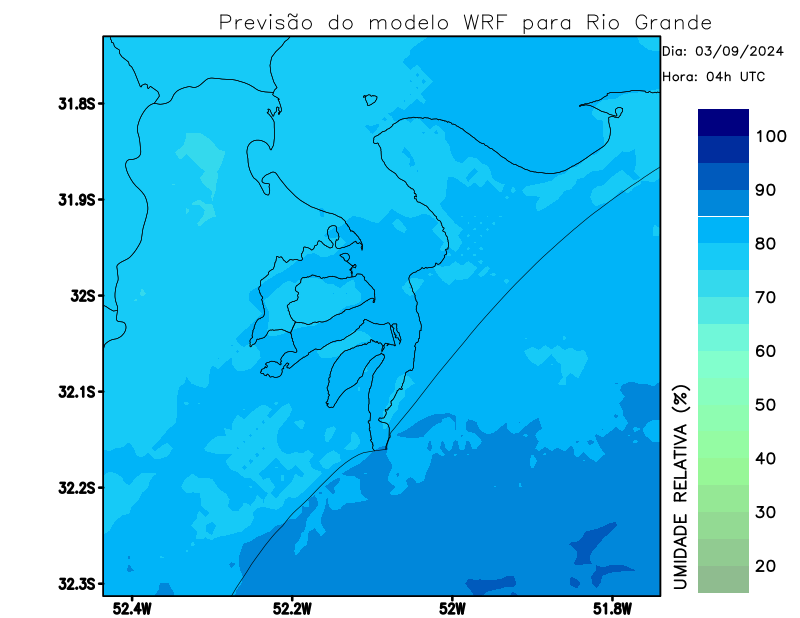 Previsão do modelo WRF para Rio Grande
Dia: 03/09/2024
Hora: 04h UTC
31.8S
31.9S
32S
32.1S
32.2S
32.3S
52.4W
52.2W
52W
51.8W
100
90
80
70
60
50
40
30
20
UMIDADE RELATIVA (%)